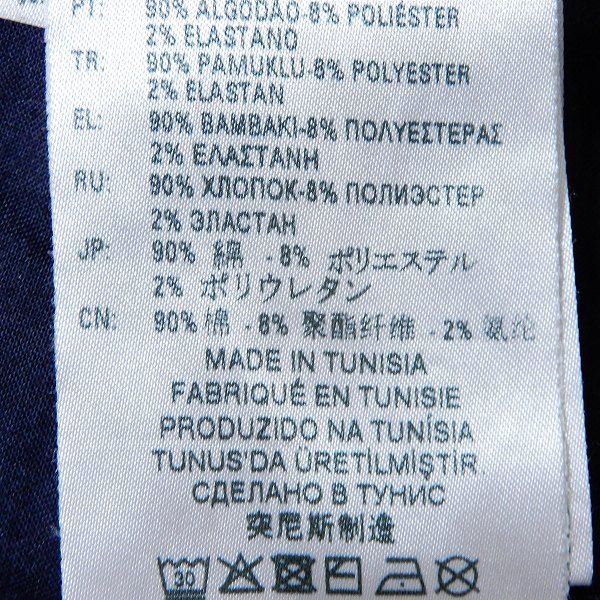 PT: 90% ALGODÃO-8% POLIÉSTER
2% ELASTANO
TR: 90% PAMUKLU-8% POLYESTER
2% ELASTAN
EL: 90% BAMBAKI-8% ΠΟΛΥΕΣΤΕΡΑΣ
2% ΕΛΑΣΤΑΝΗ
RU: 90% ХЛОПОК-8% ПОЛИЭСТЕР
2% ЭЛАСТАН
JP: 90% 綿 -8% ポリエステル
2% ポリウレタン
CN: 90% 棉 -8% 聚酯纤维 -2% 氨纶
MADE IN TUNISIA
FABRIQUÉ EN TUNISIE
PRODUZIDO NA TUNÍSIA
TUNUS'DA ÜRETİLMİŞTİR.
СДЕЛАНО В ТУНИС
突尼斯制造
30